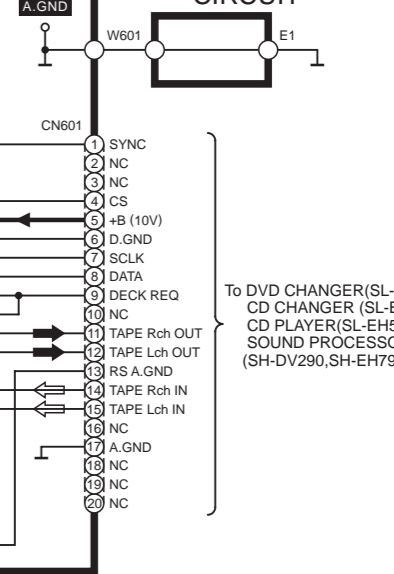 CIRCUIT
A.GND
W601
E1
CN601
1 SYNC
2 NC
3 NC
4 CS
5 +B (10V)
6 D.GND
7 SCLK
8 DATA
9 DECK REQ
10 NC
11 TAPE Rch OUT
12 TAPE Lch OUT
13 RS A.GND
14 TAPE Rch IN
15 TAPE Lch IN
16 NC
17 A.GND
18 NC
19 NC
20 NC
To DVD CHANGER(SL-
CD CHANGER (SL-E
CD PLAYER(SL-EH5
SOUND PROCESSO
(SH-DV290,SH-EH79